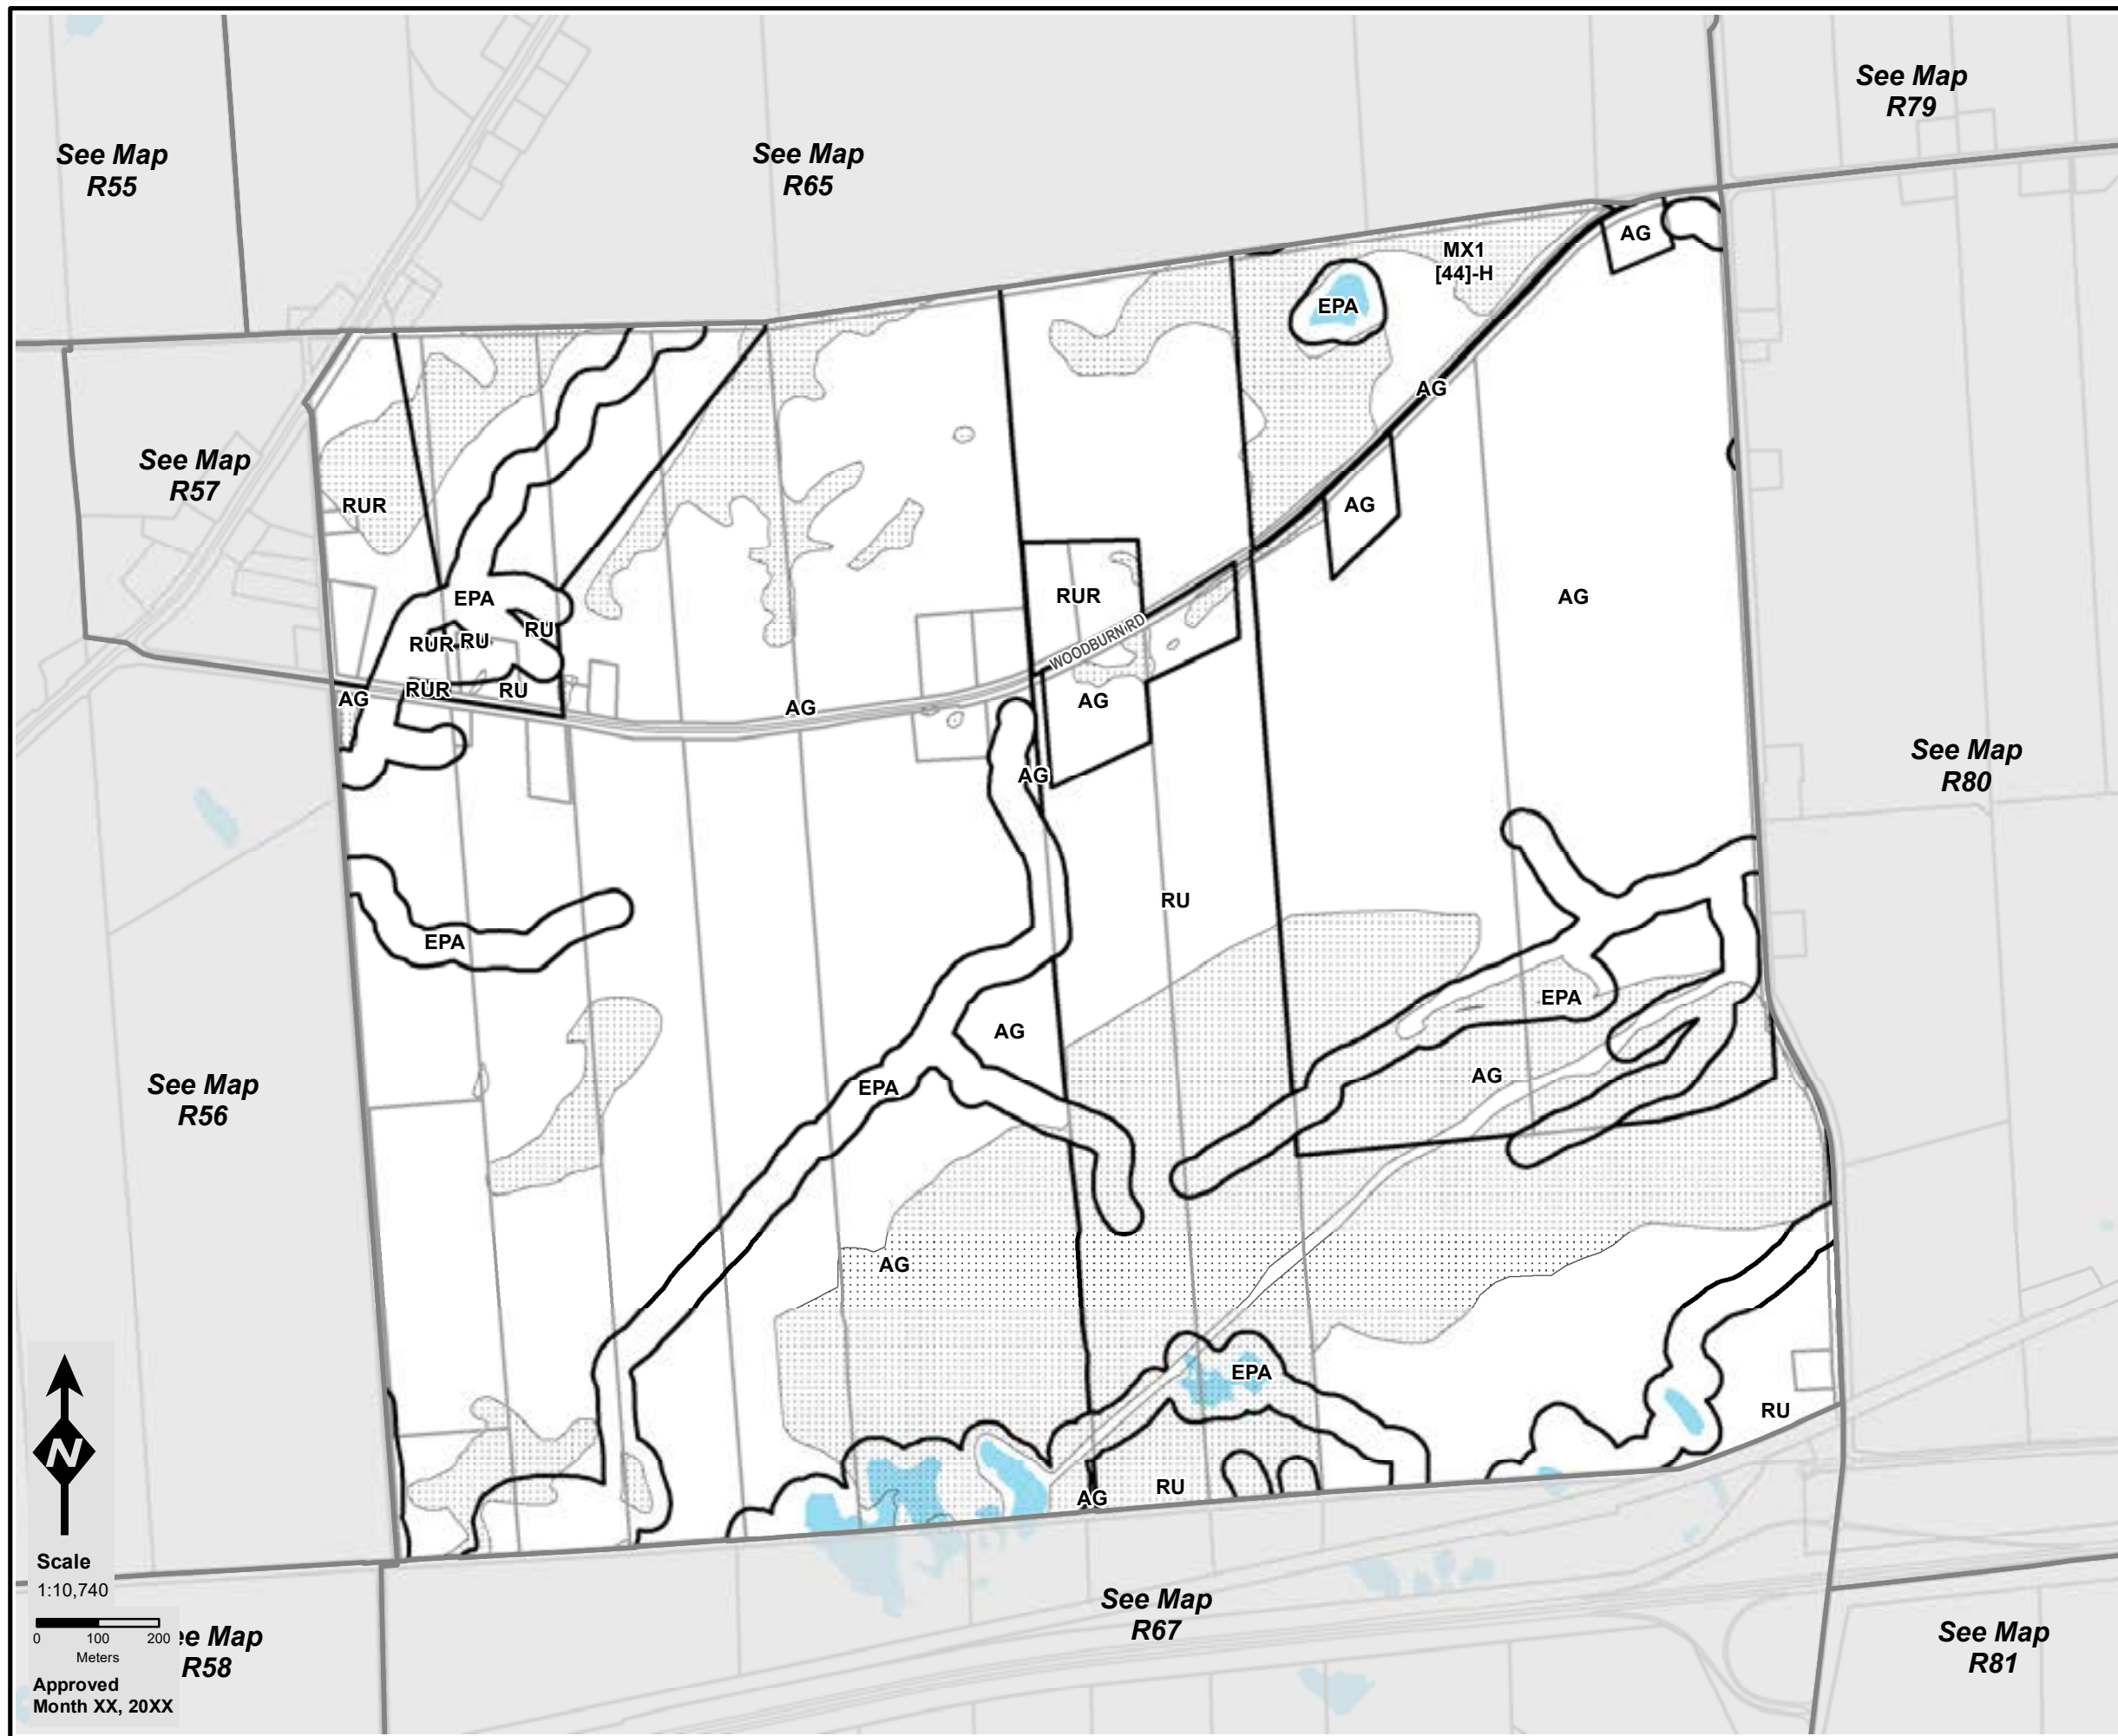 See Map
R79
See Map
R55
See Map
R65
AG
MX1
[44]-H
EPA
AG
See Map
R57
RUR
AG
EPA
RUR
AG
RUR
RU
RU
WOODBURN RD
AG
RUR
RU
AG
AG
AG
See Map
R80
RU
EPA
EPA
AG
EPA
AG
See Map
R56
AG
EPA
RU
RU
AG
N
Scale
1:10,740
0 100 200
Meters
ee Map
R58
Approved
Month XX, 20XX
See Map
R67
See Map
R81